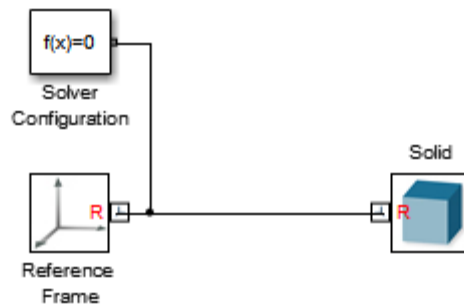 f(x)=0
Solver
Configuration
Solid
R
R
Reference
Frame